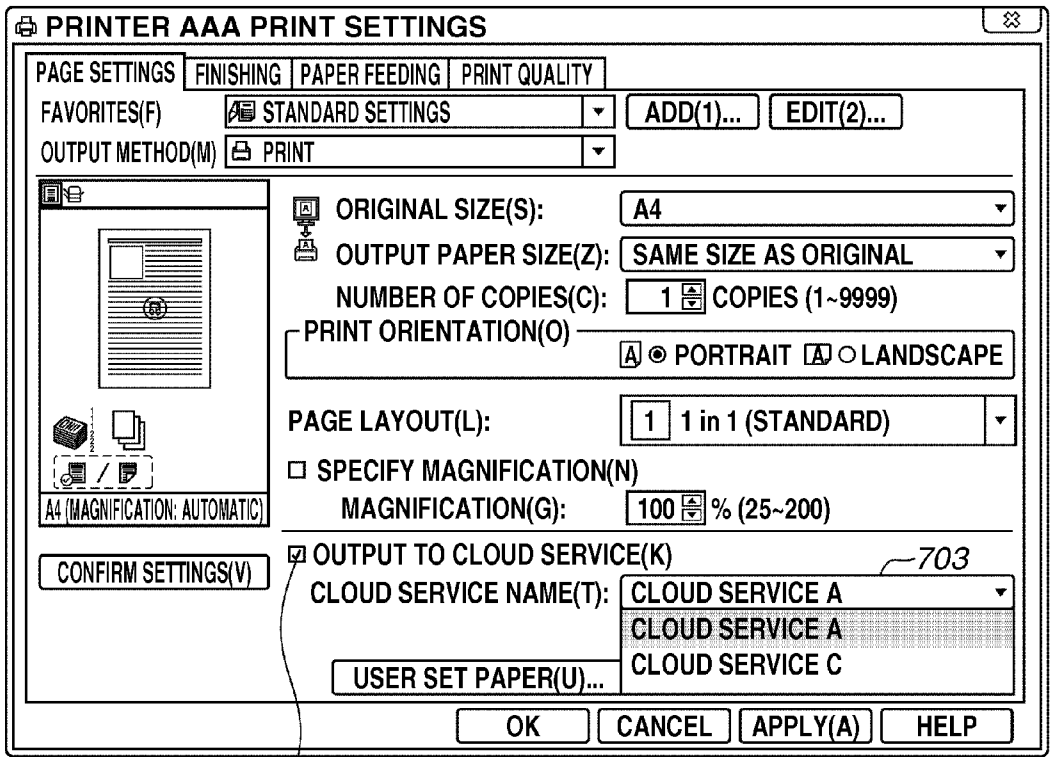 PRINTER AAA PRINT SETTINGS
PAGE SETTINGS FINISHING PAPER FEEDING PRINT QUALITY
FAVORITES(F) STANDARD SETTINGS ADD(1)... EDIT(2)...
OUTPUT METHOD(M) PRINT
ORIGINAL SIZE(S): A4
OUTPUT PAPER SIZE(Z): SAME SIZE AS ORIGINAL
NUMBER OF COPIES(C): 1 COPIES (1~9999)
PRINT ORIENTATION(O)
A PORTRAIT A LANDSCAPE
PAGE LAYOUT(L): 1 1 in 1 (STANDARD)
SPECIFY MAGNIFICATION(N)
A4 (MAGNIFICATION: AUTOMATIC) MAGNIFICATION(G): 100 % (25~200)
OUTPUT TO CLOUD SERVICE(K) 703
CONFIRM SETTINGS(V) CLOUD SERVICE NAME(T): CLOUD SERVICE A
CLOUD SERVICE A
CLOUD SERVICE C
USER SET PAPER(U)...
OK CANCEL APPLY(A) HELP